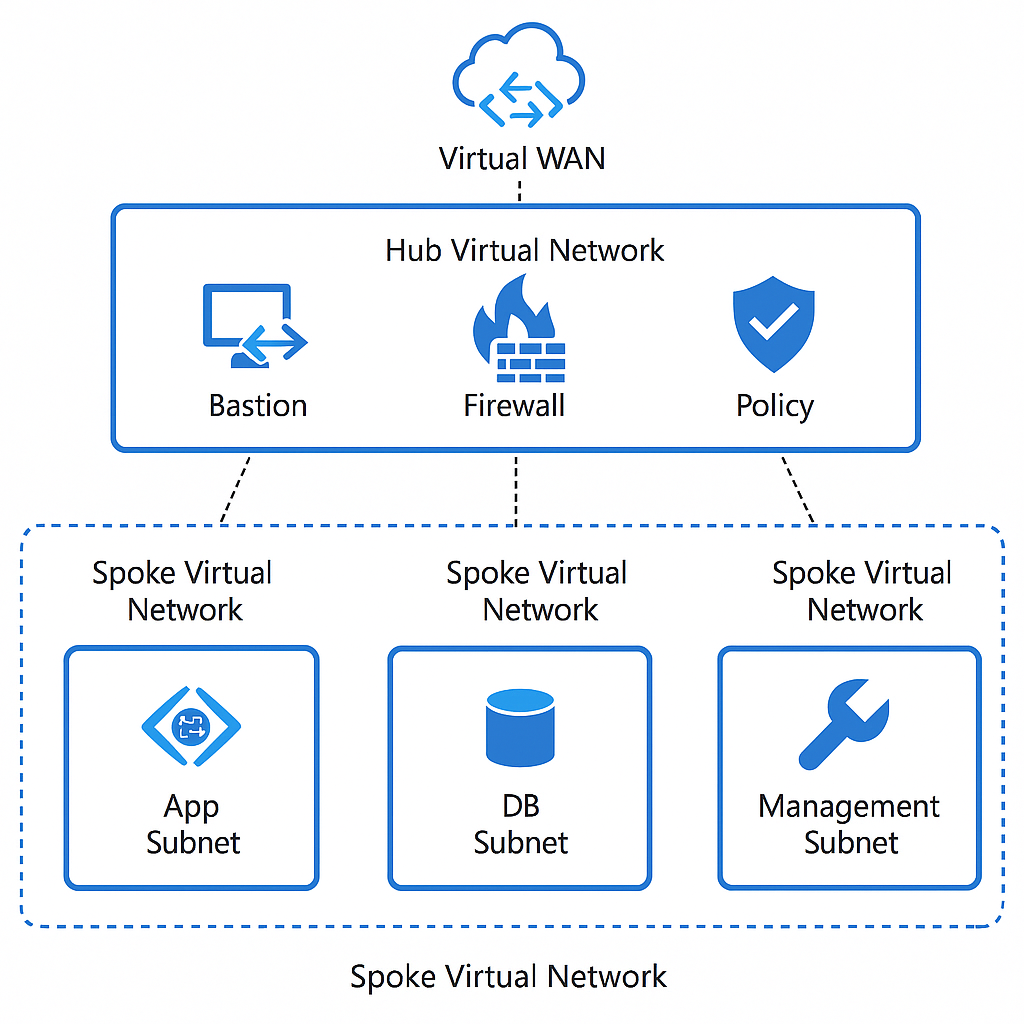 Virtual WAN
Hub Virtual Network
Bastion
Firewall
Policy
Spoke Virtual
Network
Spoke Virtual
Network
Spoke Virtual
Network
App
Subnet
DB
Subnet
Management
Subnet
Spoke Virtual Network